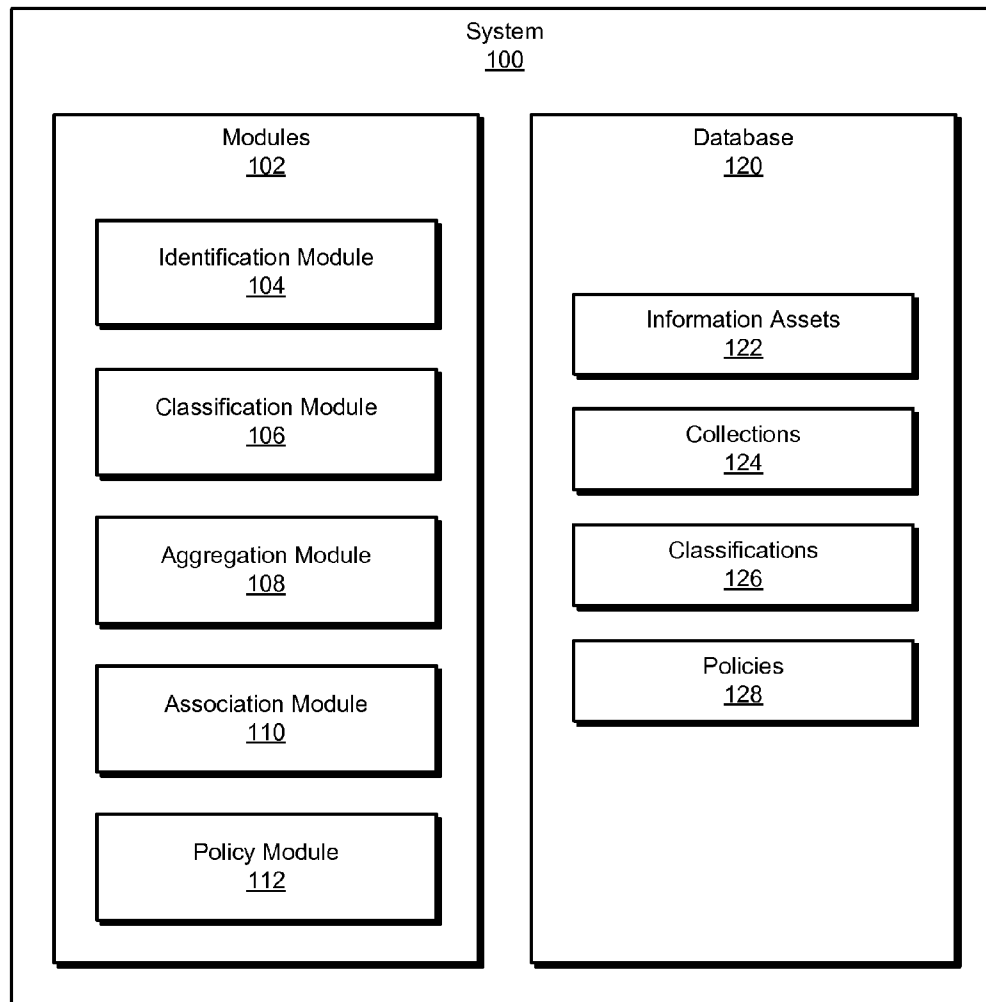 System
100
Modules
102
Identification Module
104
Classification Module
106
Aggregation Module
108
Association Module
110
Policy Module
112
Database
120
Information Assets
122
Collections
124
Classifications
126
Policies
128